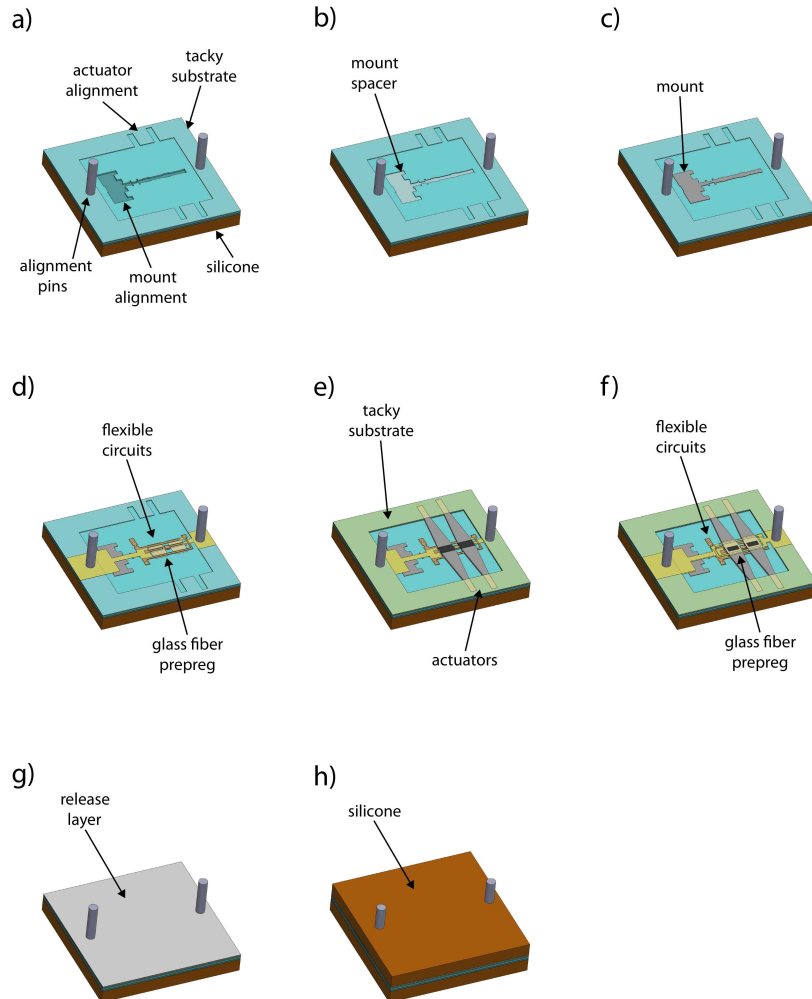 a)
tacky
substrate
actuator
alignment
alignment
pins
mount
alignment
silicone
b)
mount
spacer
c)
mount
d)
flexible
circuits
glass fiber
prepreg
e)
tacky
substrate
actuators
f)
flexible
circuits
glass fiber
prepreg
g)
release
layer
h)
silicone